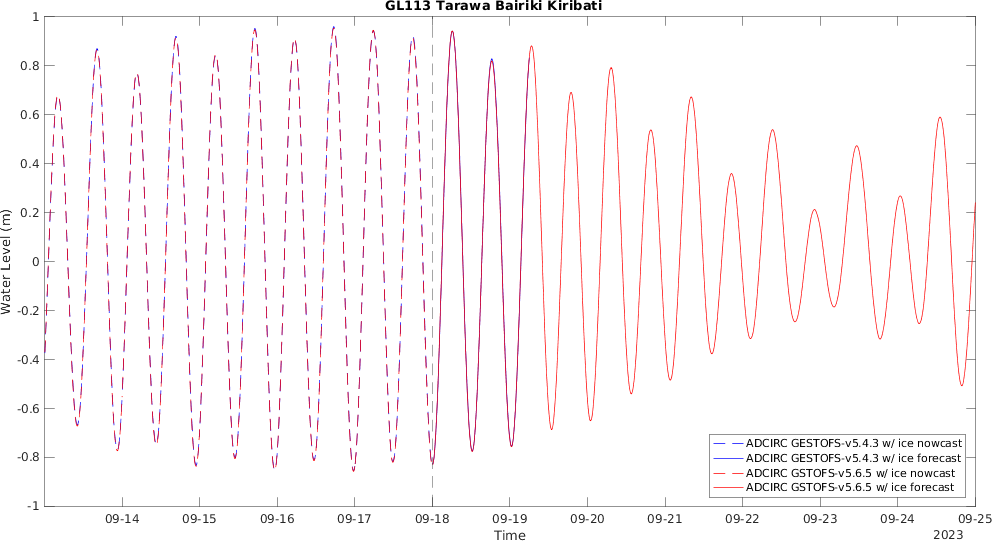 GL113 Tarawa Bairiki Kiribati
1
0.8
0.6
0.4
0.2
0
-0.2
-0.4
-0.6
-0.8
-1
Water Level (m)
ADCIRC GESTOFS-v5.4.3 w/ ice nowcast
ADCIRC GESTOFS-v5.4.3 w/ ice forecast
ADCIRC GSTOFS-v5.6.5 w/ ice nowcast
ADCIRC GSTOFS-v5.6.5 w/ ice forecast
09-14 09-15 09-16 09-17 09-18 09-19 09-20 09-21 09-22 09-23 09-24 09-25
Time
2023